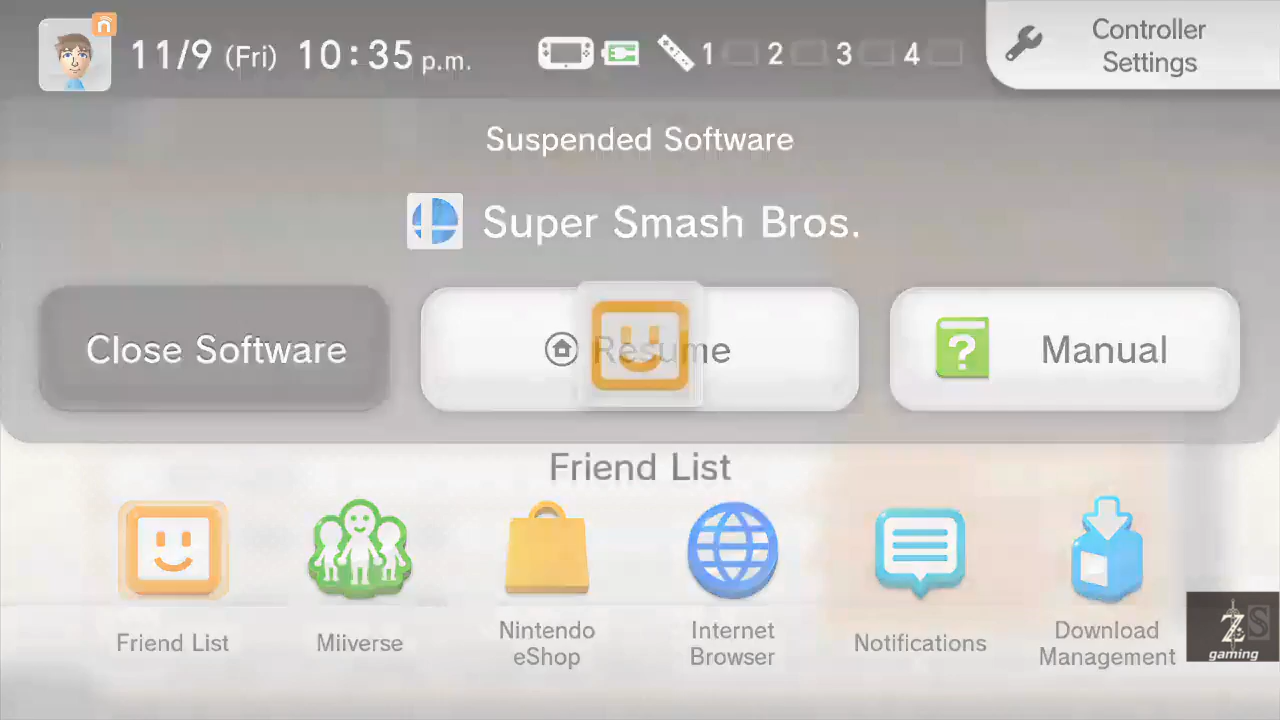 11/9 (Fri) 10:35 p.m.
1 2 3 4
Controller
Settings
Suspended Software
Super Smash Bros.
Close Software
Resume
Manual
Friend List
Friend List
Miiverse
Nintendo
eShop
Internet
Browser
Notifications
Download
Management
ZS
gaming